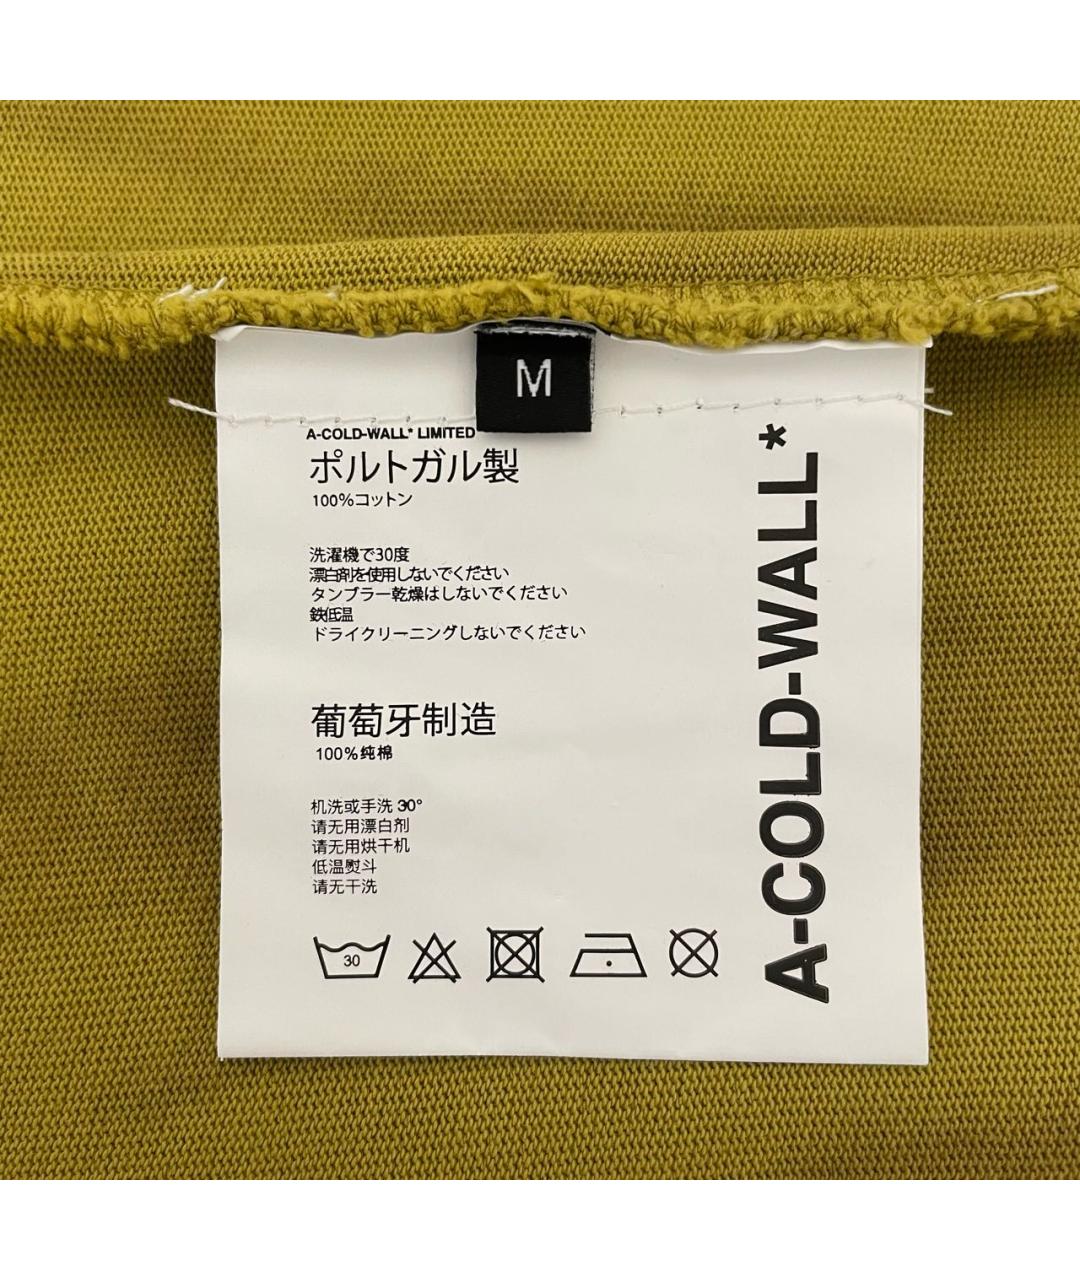 M
A-COLD-WALL* LIMITED
ポルトガル製
100%コットン
洗濯機で30度
漂白剤を使用しないでください
タンブラー乾燥はしないでください
鉄低温
ドライクリーニングしないでください
葡萄牙制造
100%纯棉
机洗或手洗 30°
请无用漂白剂
请无用烘干机
低温熨斗
请无干洗
30
A-COLD-WALL*